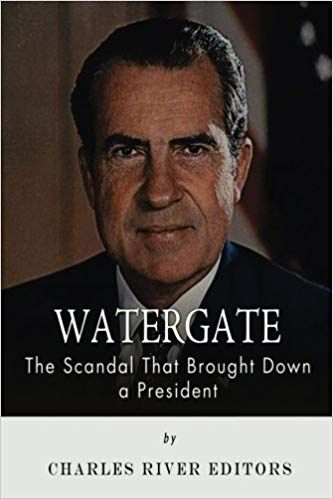 WATERGATE
The Scandal That Brought Down
a President
by
CHARLES RIVER EDITORS